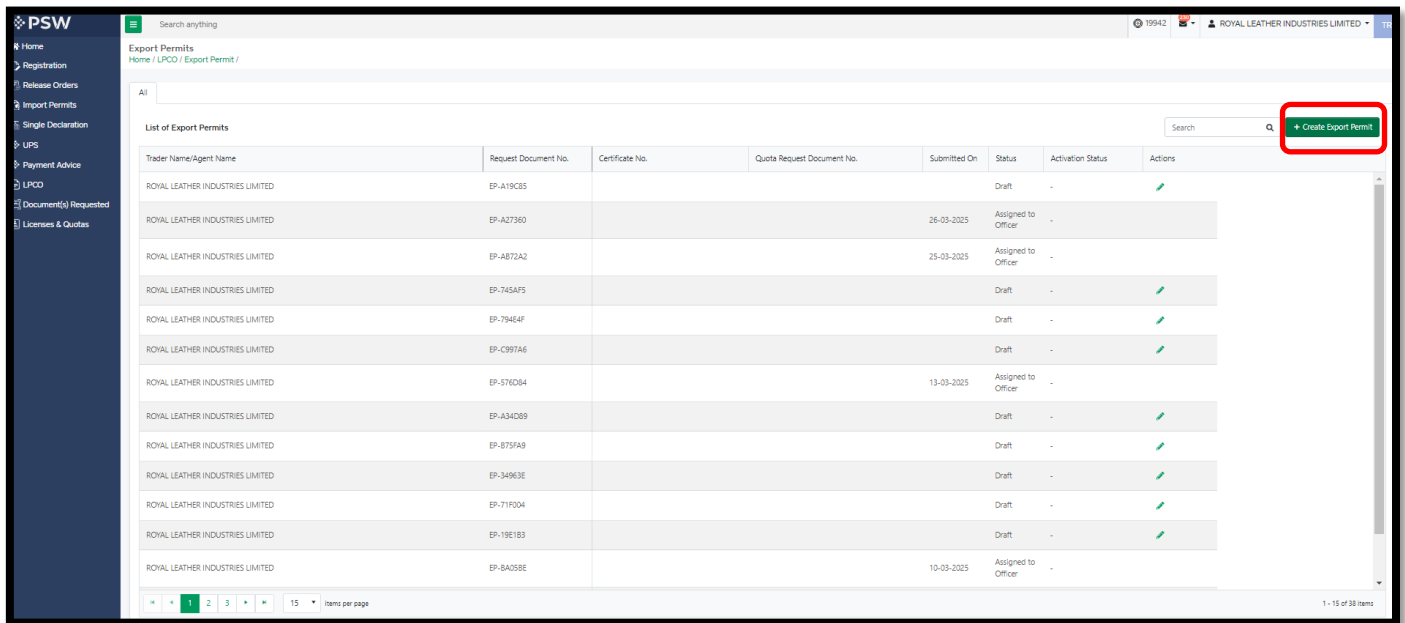 PSW
Search anything
19942
230
ROYAL LEATHER INDUSTRIES LIMITED
TR
Home
Registration
Release Orders
Import Permits
Single Declaration
UPS
Payment Advice
LPCO
Document(s) Requested
Licenses & Quotas
Export Permits
Home / LPCO / Export Permit /
All
List of Export Permits
Search
+ Create Export Permit
Trader Name/Agent Name Request Document No. Certificate No. Quota Request Document No. Submitted On Status Activation Status Actions
ROYAL LEATHER INDUSTRIES LIMITED EP-A19C85 Draft -
ROYAL LEATHER INDUSTRIES LIMITED EP-A27360 26-03-2025 Assigned to Officer -
ROYAL LEATHER INDUSTRIES LIMITED EP-AB72A2 25-03-2025 Assigned to Officer -
ROYAL LEATHER INDUSTRIES LIMITED EP-745AF5 Draft -
ROYAL LEATHER INDUSTRIES LIMITED EP-794E4F Draft -
ROYAL LEATHER INDUSTRIES LIMITED EP-C997A6 Draft -
ROYAL LEATHER INDUSTRIES LIMITED EP-576D84 13-03-2025 Assigned to Officer -
ROYAL LEATHER INDUSTRIES LIMITED EP-A34D89 Draft -
ROYAL LEATHER INDUSTRIES LIMITED EP-875FA9 Draft -
ROYAL LEATHER INDUSTRIES LIMITED EP-34963E Draft -
ROYAL LEATHER INDUSTRIES LIMITED EP-71F004 Draft -
ROYAL LEATHER INDUSTRIES LIMITED EP-19E1B3 Draft -
ROYAL LEATHER INDUSTRIES LIMITED EP-BA05BE 10-03-2025 Assigned to Officer -
1 2 3 15 items per page
1 - 15 of 38 items